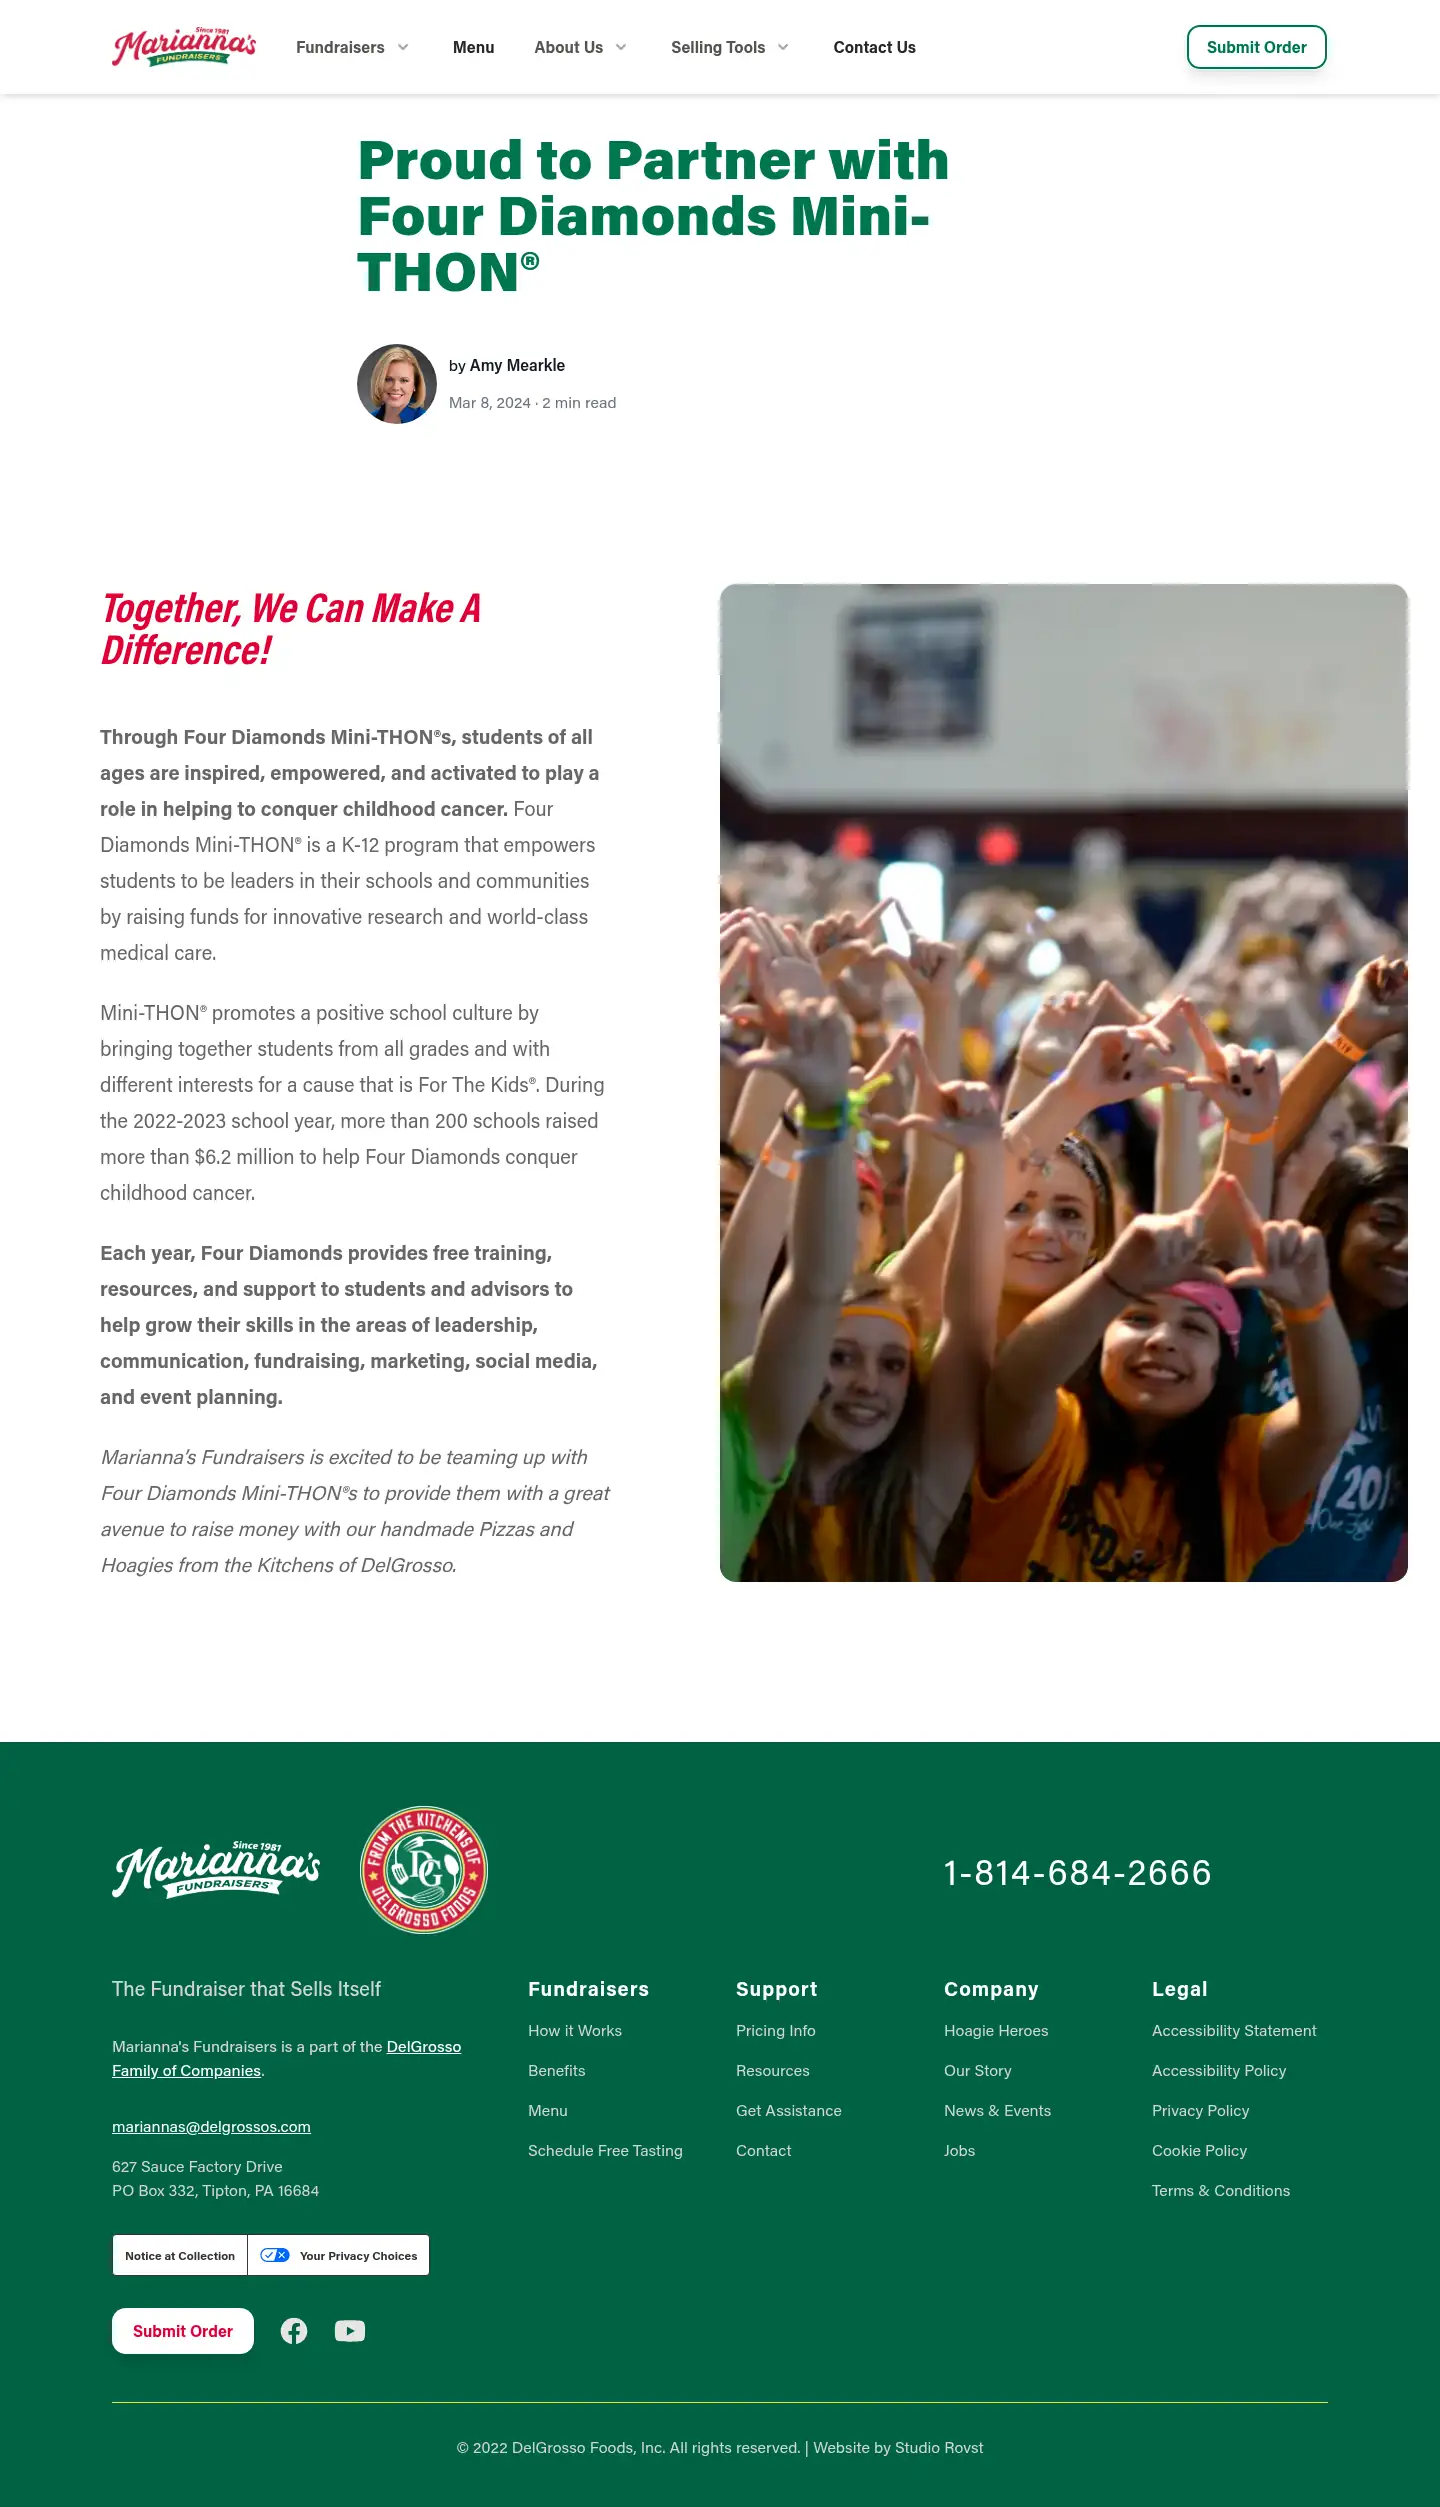 Since 1981
Marianna's
FUNDRAISERS®
Fundraisers
Menu
About Us
Selling Tools
Contact Us
Submit Order
Proud to Partner with
Four Diamonds Mini-
THON®
by Amy Mearkle
Mar 8, 2024 · 2 min read
Together, We Can Make A
Difference!
Through Four Diamonds Mini-THON®s, students of all
ages are inspired, empowered, and activated to play a
role in helping to conquer childhood cancer. Four
Diamonds Mini-THON® is a K-12 program that empowers
students to be leaders in their schools and communities
by raising funds for innovative research and world-class
medical care.
Mini-THON® promotes a positive school culture by
bringing together students from all grades and with
different interests for a cause that is For The Kids®. During
the 2022-2023 school year, more than 200 schools raised
more than $6.2 million to help Four Diamonds conquer
childhood cancer.
Each year, Four Diamonds provides free training,
resources, and support to students and advisors to
help grow their skills in the areas of leadership,
communication, fundraising, marketing, social media,
and event planning.
Marianna’s Fundraisers is excited to be teaming up with
Four Diamonds Mini-THON®s to provide them with a great
avenue to raise money with our handmade Pizzas and
Hoagies from the Kitchens of DelGrosso.
201
Since 1981
Marianna's
FUNDRAISERS®
FROM THE KITCHENS OF
DG
DELGROSSO FOODS
1-814-684-2666
The Fundraiser that Sells Itself
Marianna's Fundraisers is a part of the DelGrosso
Family of Companies.
mariannas@delgrossos.com
627 Sauce Factory Drive
PO Box 332, Tipton, PA 16684
Notice at Collection
Your Privacy Choices
Submit Order
Fundraisers
How it Works
Benefits
Menu
Schedule Free Tasting
Support
Pricing Info
Resources
Get Assistance
Contact
Company
Hoagie Heroes
Our Story
News & Events
Jobs
Legal
Accessibility Statement
Accessibility Policy
Privacy Policy
Cookie Policy
Terms & Conditions
© 2022 DelGrosso Foods, Inc. All rights reserved. | Website by Studio Rovst